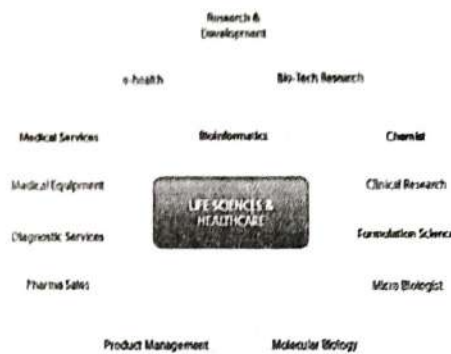 Research &
Development
e-health
Bio-Tech Research
Medical Services
Bioinformatics
Chemist
Medical Equipment
Clinical Research
LIFE SCIENCES &
HEALTHCARE
Diagnostic Services
Formulation Science
Pharma Sales
Micro Biologist
Product Management
Molecular Biology